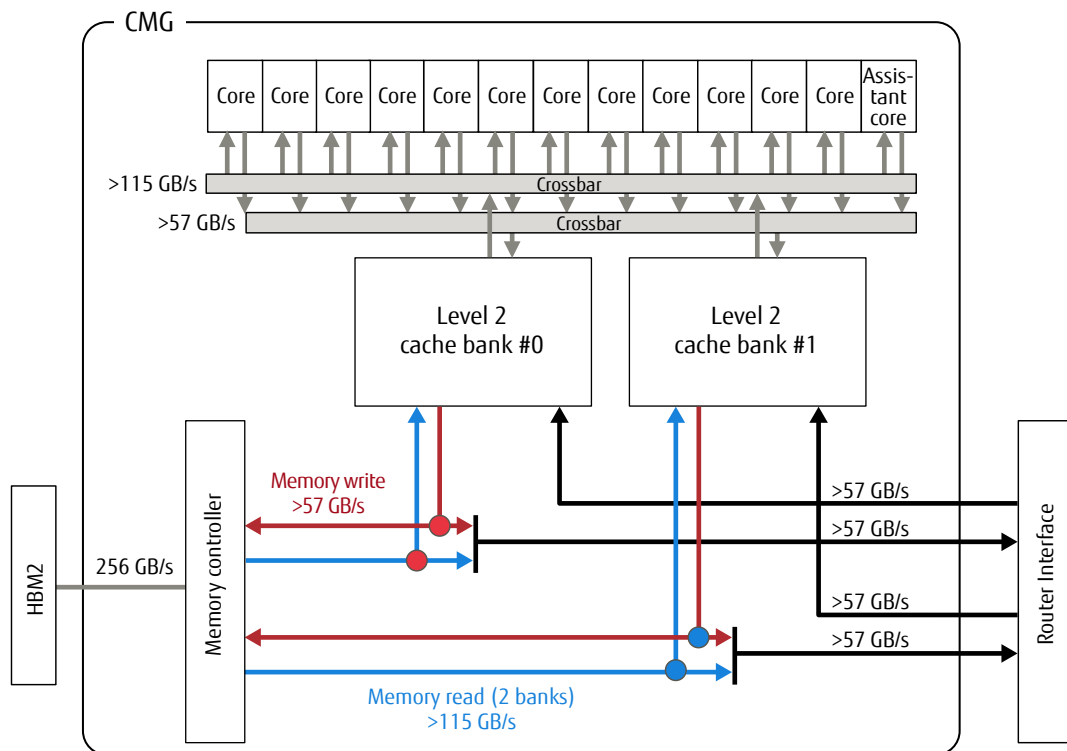 CMG
Core
Core
Core
Core
Core
Core
Core
Core
Core
Core
Core
Core
Assis-
tant
core
>115 GB/s
Crossbar
>57 GB/s
Crossbar
Level 2
cache bank #0
Level 2
cache bank #1
Memory write
>57 GB/s
>57 GB/s
>57 GB/s
HBM2
256 GB/s
Memory controller
>57 GB/s
>57 GB/s
Router Interface
Memory read (2 banks)
>115 GB/s